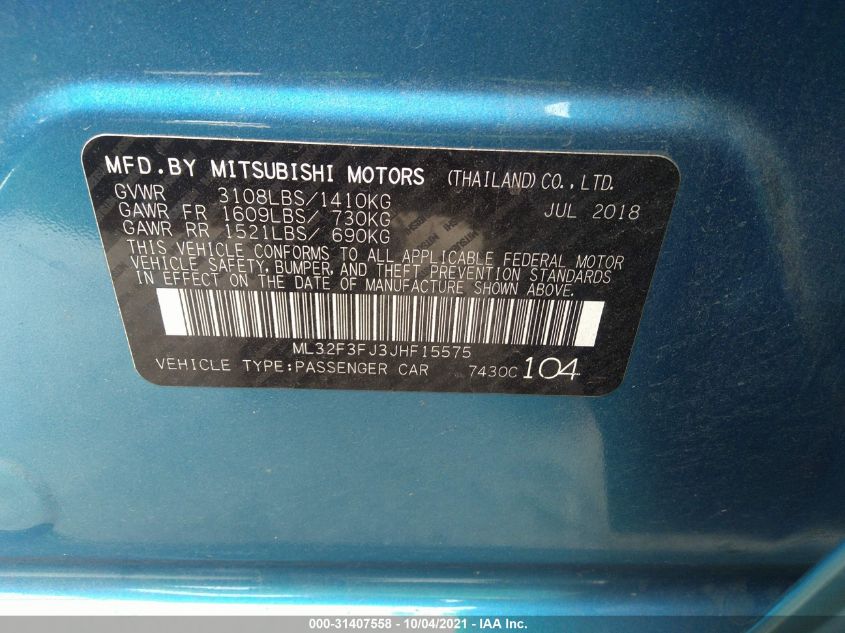 MFD.BY MITSUBISHI MOTORS (THAILAND) CO., LTD.
GVWR 3108LBS/1410KG JUL 2018
GAWR FR 1609LBS/ 730KG
GAWR RR 1521LBS/ 690KG
THIS VEHICLE CONFORMS TO ALL APPLICABLE FEDERAL MOTOR
VEHICLE SAFETY, BUMPER, AND THEFT PREVENTION STANDARDS
IN EFFECT ON THE DATE OF MANUFACTURE SHOWN ABOVE.
ML32F3FJ3JHF15575
VEHICLE TYPE:PASSENGER CAR 7430C 104
000-31407558 - 10/04/2021 - IAA Inc.